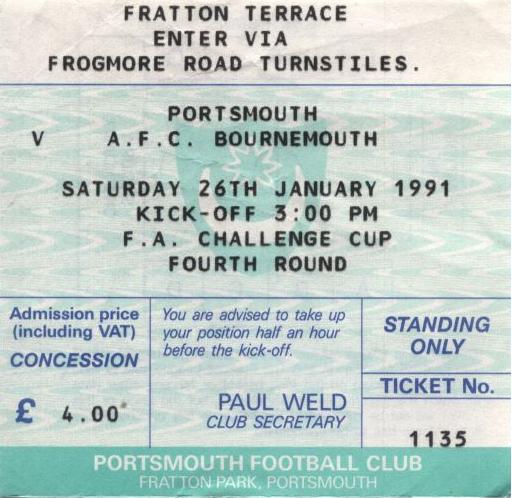 FRATTON TERRACE
ENTER VIA
FROGMORE ROAD TURNSTILES.
PORTSMOUTH
V A.F.C. BOURNEMOUTH
SATURDAY 26TH JANUARY 1991
KICK-OFF 3:00 PM
F.A. CHALLENGE CUP
FOURTH ROUND
Admission price
(including VAT)
CONCESSION
£ 4.00
You are advised to take up
your position half an hour
before the kick-off.
PAUL WELD
CLUB SECRETARY
STANDING
ONLY
TICKET No.
1135
PORTSMOUTH FOOTBALL CLUB
FRATTON PARK, PORTSMOUTH